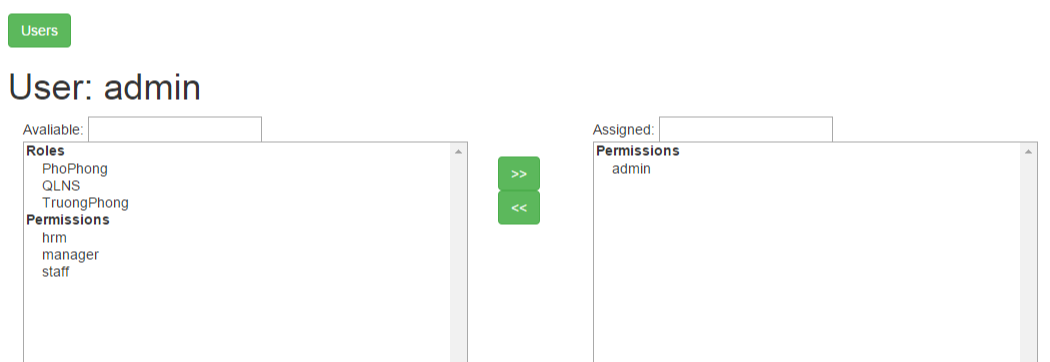 Users
User: admin
Avaliable:
Roles
PhoPhong
QLNS
TruongPhong
Permissions
hrm
manager
staff
>>
<<
Assigned:
Permissions
admin